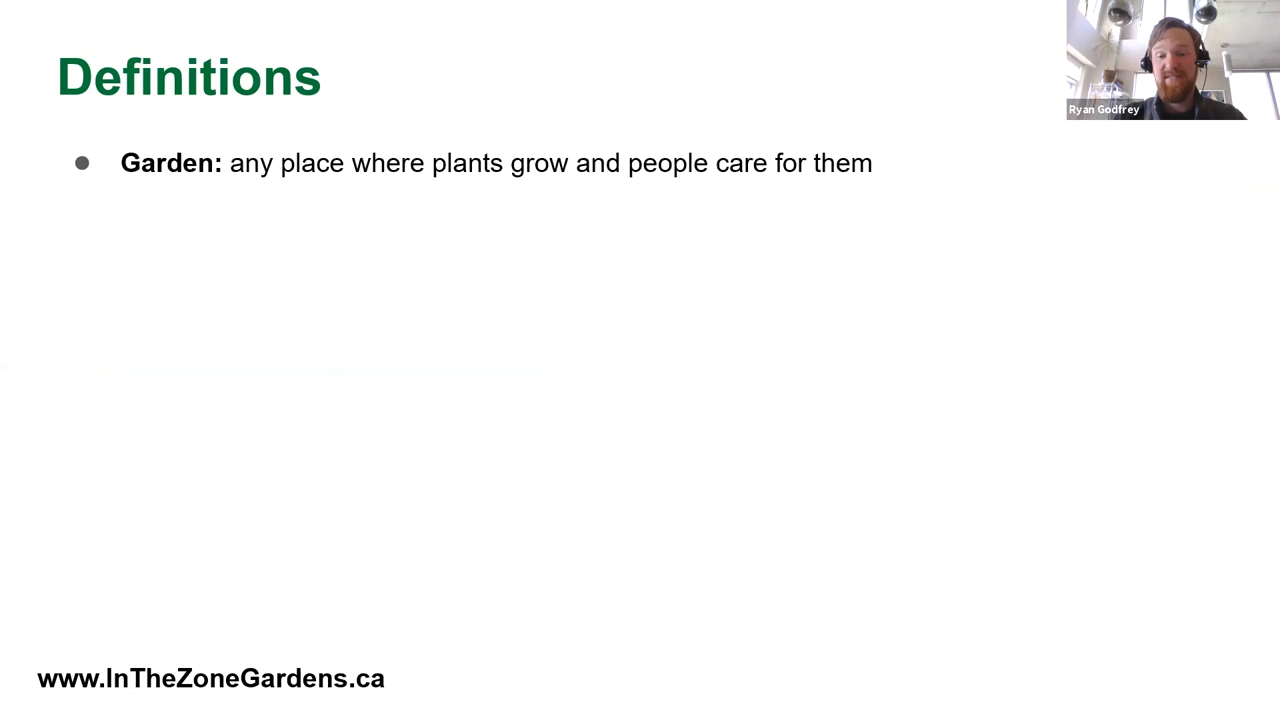 Definitions
Ryan Godfrey
● Garden: any place where plants grow and people care for them
www.InTheZoneGardens.ca